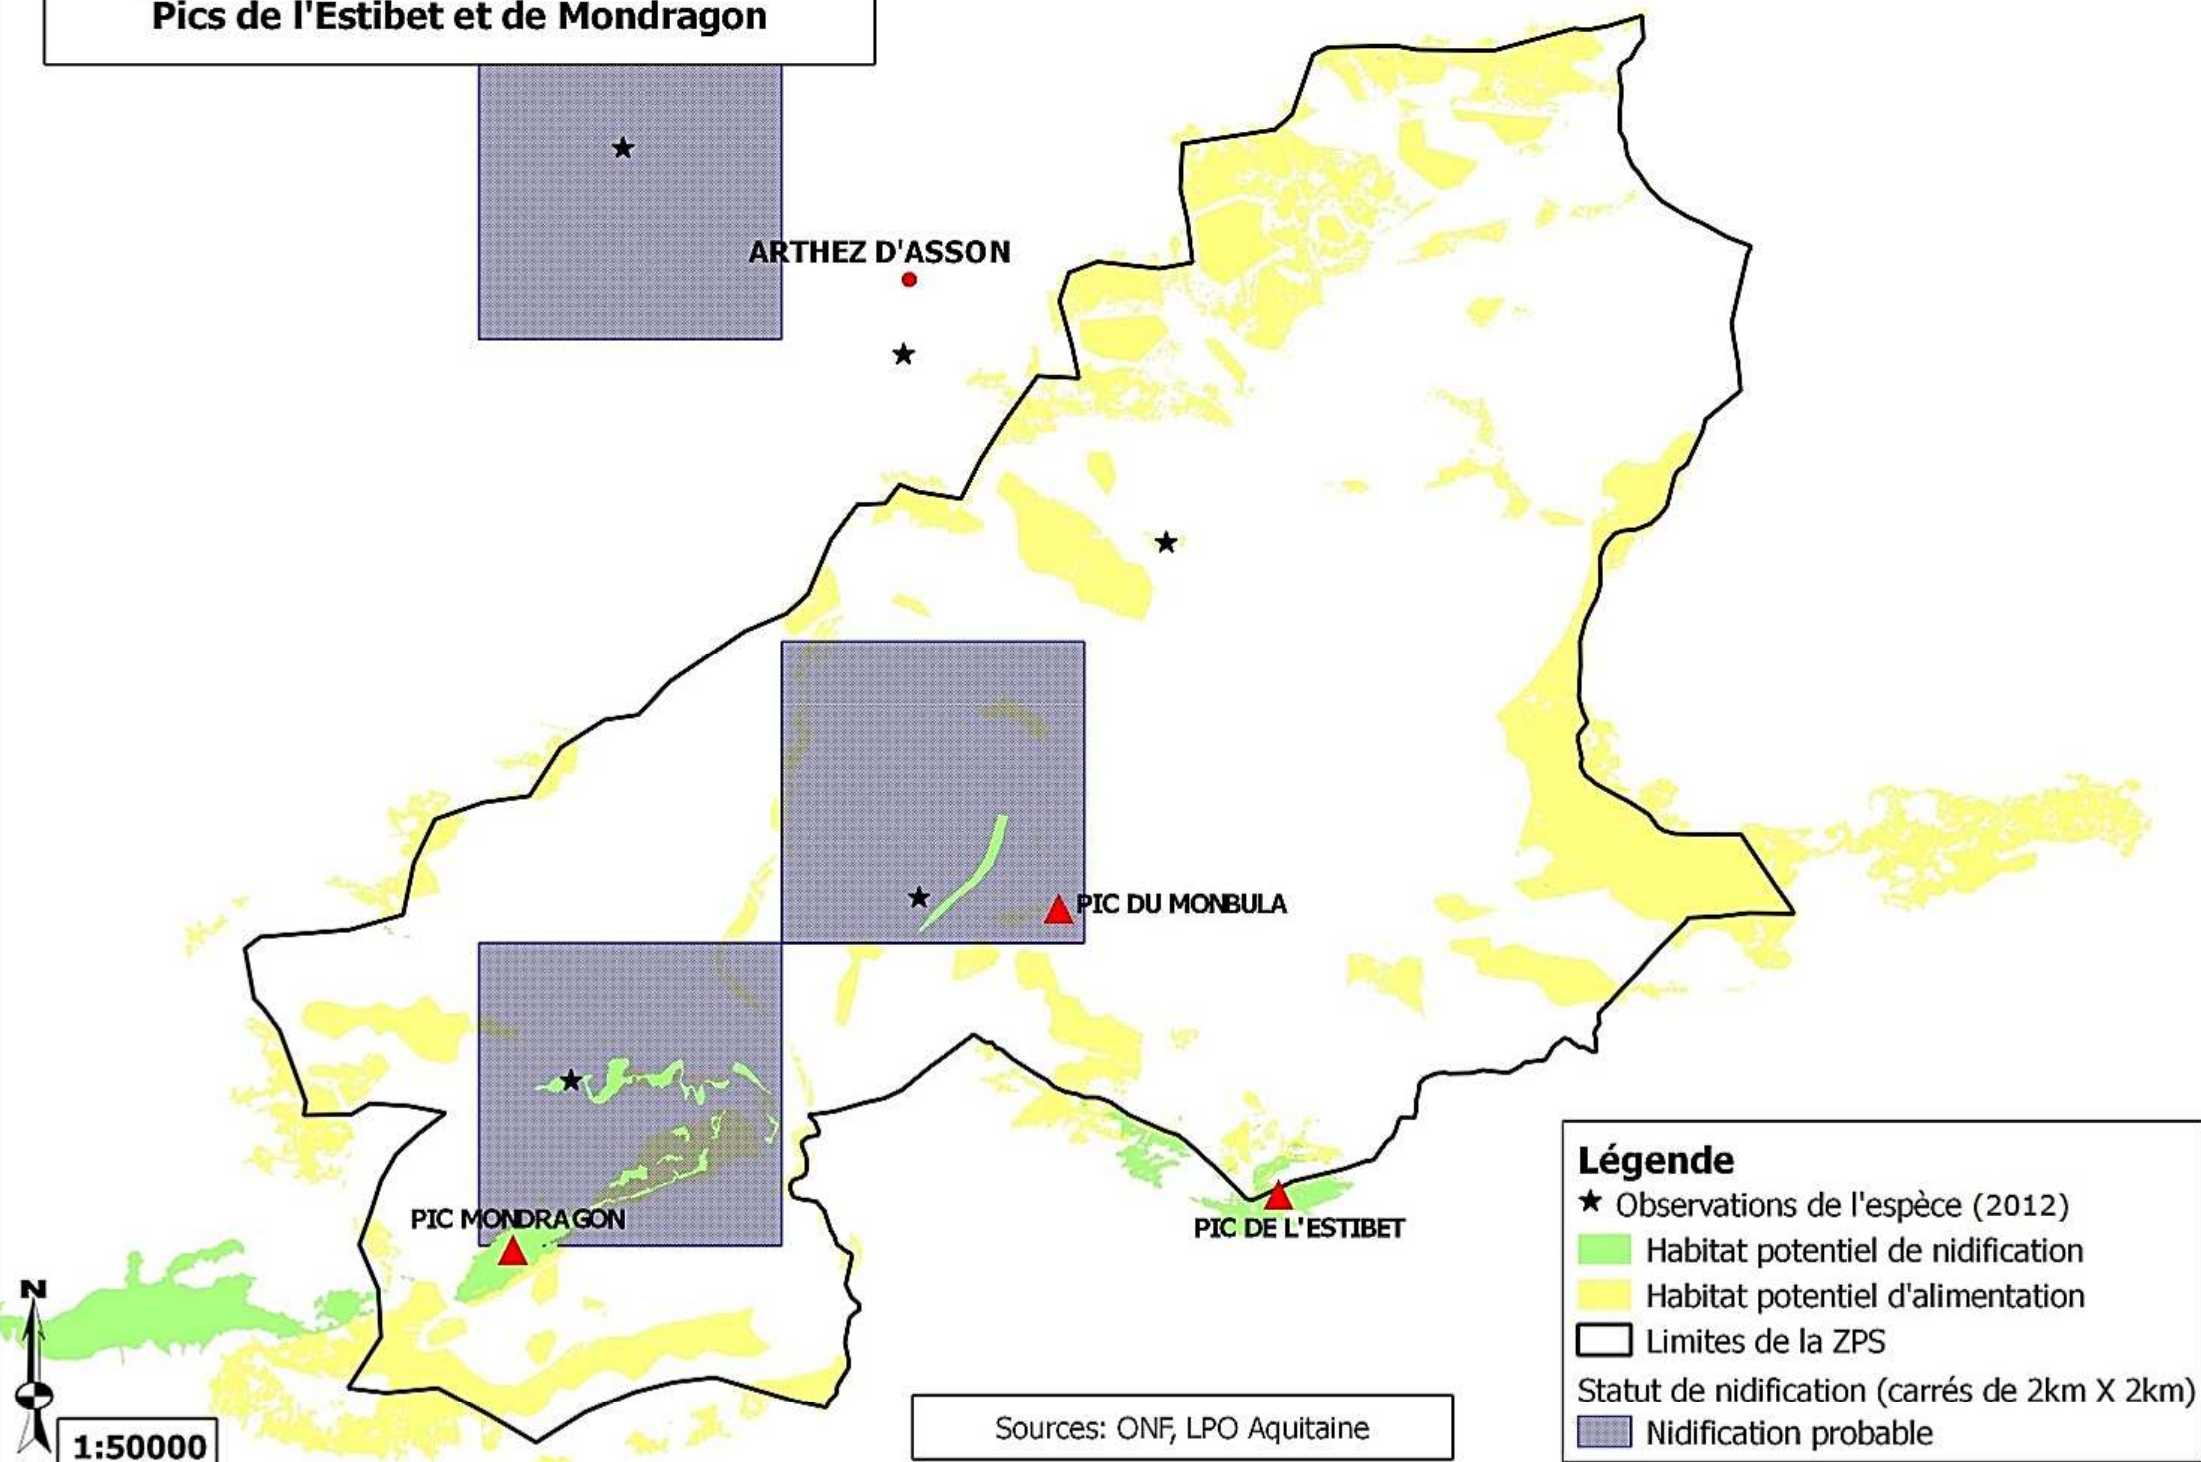 Pics de l'Estibet et de Mondragon
ARTHEZ D'ASSON
PIC DU MONBULA
PIC MONDRAGON
PIC DE L'ESTIBET
Légende
Observations de l'espèce (2012)
Habitat potentiel de nidification
Habitat potentiel d'alimentation
Limites de la ZPS
Statut de nidification (carrés de 2km X 2km)
Nidification probable
N
1:50000
Sources: ONF, LPO Aquitaine